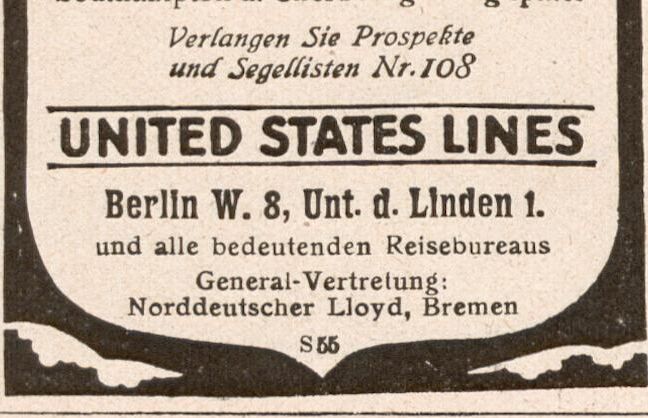 Verlangen Sie Prospekte
und Segellisten Nr. 108
UNITED STATES LINES
Berlin W. 8, Unt. d. Linden 1.
und alle bedeutenden Reisebureaus
General-Vertretung:
Norddeutscher Lloyd, Bremen
S 55